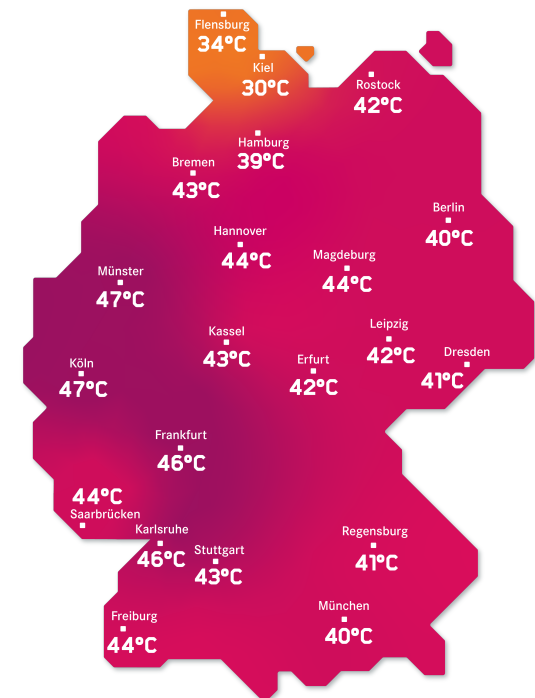 Flensburg
34°C
Kiel
30°C
Rostock
42°C
Hamburg
39°C
Bremen
43°C
Berlin
40°C
Hannover
44°C
Magdeburg
44°C
Münster
47°C
Kassel
43°C
Leipzig
42°C
Dresden
41°C
Erfurt
42°C
Köln
47°C
Frankfurt
46°C
44°C
Saarbrücken
Karlsruhe
46°C
Stuttgart
43°C
Regensburg
41°C
München
40°C
Freiburg
44°C